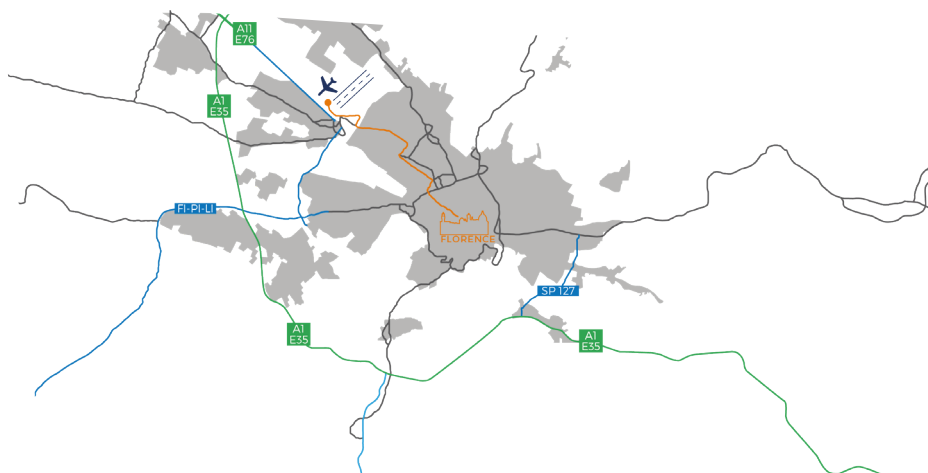 A11
E76
A1
E35
FI-PI-LI
FLORENCE
SP 127
A1
E35
A1
E35